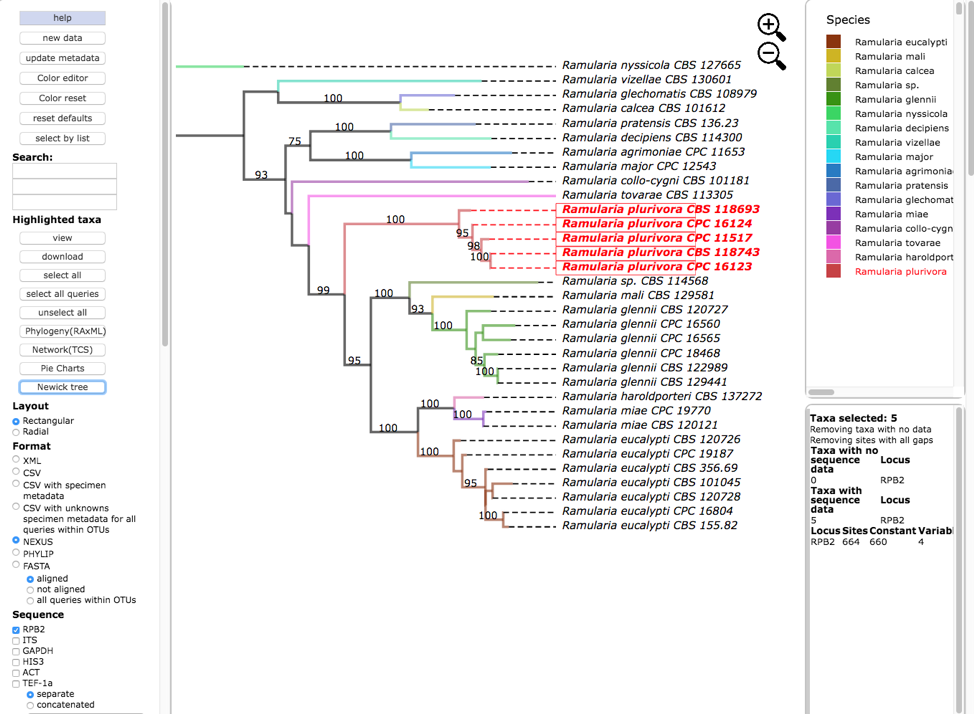 help
new data
update metadata
Color editor
Color reset
reset defaults
select by list
Search:
Highlighted taxa
view
download
select all
select all queries
unselect all
Phylogeny(RAxML)
Network(TCS)
Pie Charts
Newick tree
Layout
Rectangular
Radial
Format
XML
CSV
CSV with specimen
metadata
CSV with unknowns
specimen metadata for all
queries within OTUs
NEXUS
PHYLIP
FASTA
aligned
not aligned
all queries within OTUs
Sequence
RPB2
ITS
GAPDH
HIS3
ACT
TEF-1a
separate
concatenated
Ramularia nyssicola CBS 127665
Ramularia vizellae CBS 130601
100 Ramularia glechomatis CBS 108979
Ramularia calcea CBS 101612
100 Ramularia pratensis CBS 136.23
75 Ramularia decipiens CBS 114300
100 Ramularia agrimoniae CPC 11653
Ramularia major CPC 12543
93 Ramularia collo-cygni CBS 101181
Ramularia tovarae CBS 113305
Ramularia plurivora CBS 118693
100 Ramularia plurivora CPC 16124
95 Ramularia plurivora CPC 11517
98 Ramularia plurivora CBS 118743
100 Ramularia plurivora CPC 16123
Ramularia sp. CBS 114568
99 100 Ramularia mali CBS 129581
93 Ramularia glennii CBS 120727
100 Ramularia glennii CPC 16560
Ramularia glennii CPC 16565
Ramularia glennii CPC 18468
95 85 Ramularia glennii CBS 122989
100 Ramularia glennii CBS 129441
Ramularia haroldporteri CBS 137272
100 Ramularia miae CPC 19770
100 Ramularia miae CBS 120121
100 Ramularia eucalypti CBS 120726
100 Ramularia eucalypti CPC 19187
Ramularia eucalypti CBS 356.69
95 Ramularia eucalypti CBS 101045
Ramularia eucalypti CBS 120728
100 Ramularia eucalypti CPC 16804
Ramularia eucalypti CBS 155.82
Species
Ramularia eucalypti
Ramularia mali
Ramularia calcea
Ramularia sp.
Ramularia glennii
Ramularia nyssicola
Ramularia decipiens
Ramularia vizellae
Ramularia major
Ramularia agrimonia
Ramularia pratensis
Ramularia glechomat
Ramularia miae
Ramularia collo-cygn
Ramularia tovarae
Ramularia haroldport
Ramularia plurivora
Taxa selected: 5
Removing taxa with no data
Removing sites with all gaps
Taxa with no
sequence Locus
data
0 RPB2
Taxa with
sequence Locus
data
5 RPB2
Locus Sites Constant Variabl
RPB2 664 660 4